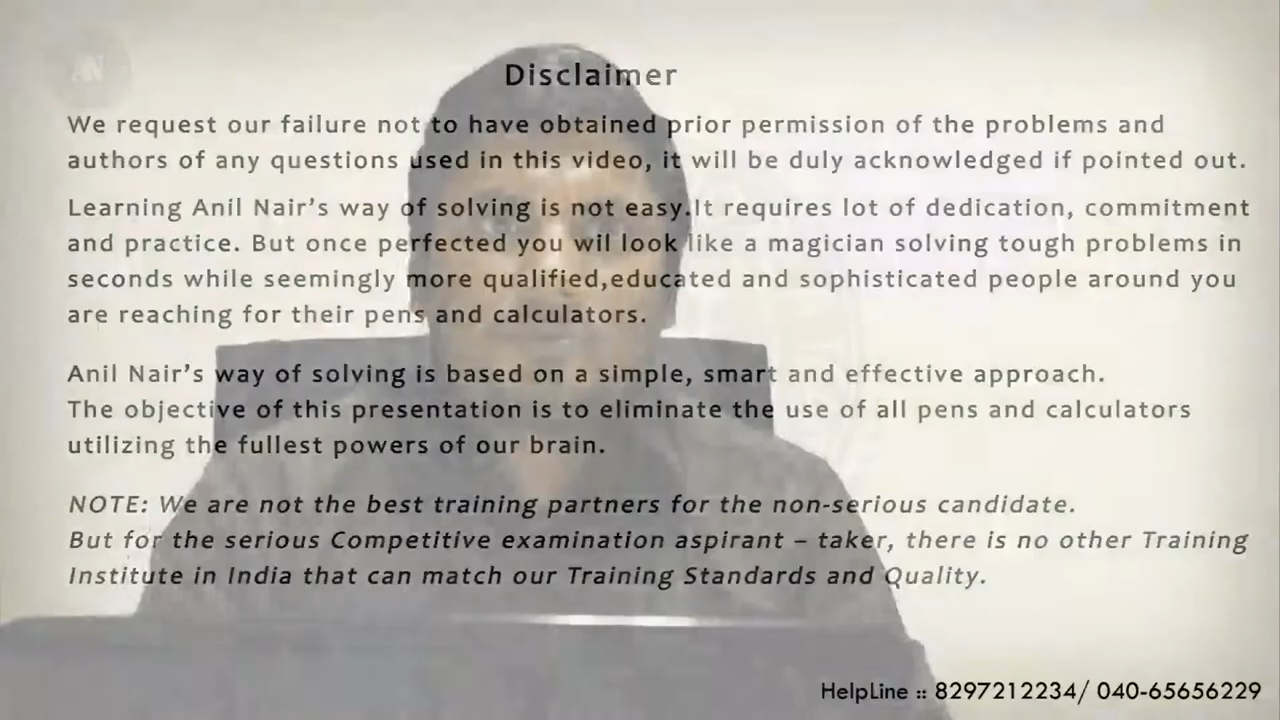 Disclaimer
We request our failure not to have obtained prior permission of the problems and
authors of any questions used in this video, it will be duly acknowledged if pointed out.
Learning Anil Nair's way of solving is not easy.It requires lot of dedication, commitment
and practice. But once perfected you wil look like a magician solving tough problems in
seconds while seemingly more qualified,educated and sophisticated people around you
are reaching for their pens and calculators.
Anil Nair's way of solving is based on a simple, smart and effective approach.
The objective of this presentation is to eliminate the use of all pens and calculators
utilizing the fullest powers of our brain.
NOTE: We are not the best training partners for the non-serious candidate.
But for the serious Competitive examination aspirant – taker, there is no other Training
Institute in India that can match our Training Standards and Quality.
HelpLine :: 8297212234/ 040-65656229